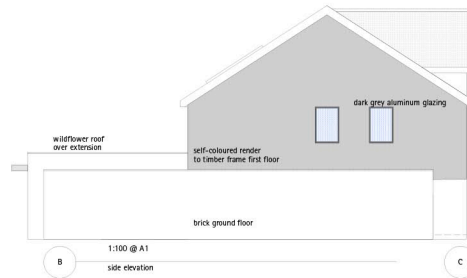 dark grey aluminum glazing
wildflower roof
over extension
self-coloured render
to timber frame first floor
brick ground floor
1:100 @ A1
B
side elevation
C